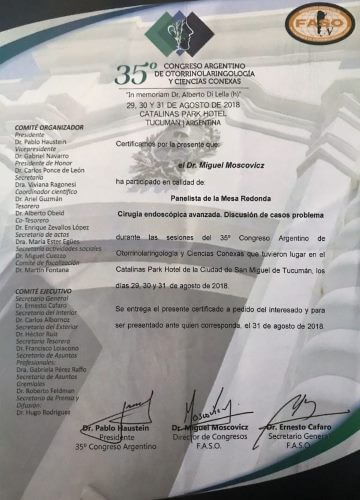 FASO
35º CONGRESO ARGENTINO
DE OTORRINOLARINGOLOGÍA
Y CIENCIAS CONEXAS
"In memoriam Dr. Alberto Di Lella (h)"
29, 30 Y 31 DE AGOSTO DE 2018
CATALINAS PARK HOTEL
TUCUMÁN | ARGENTINA
COMITÉ ORGANIZADOR
Presidente
Dr. Pablo Haustein
Vicepresidente
Dr. Gabriel Navarro
Presidente de Honor
Dr. Carlos Ponce de León
Secretario
Dra. Viviana Ragonesi
Coordinador científico
Dr. Ariel Guzmán
Tesorero
Dr. Alberto Obeid
Co-Tesorero
Dr. Enrique Zevallos López
Secretario de actas
Dra. María Ester Egües
Secretario actividades sociales
Dr. Miguel Cuezzo
Comité de fiscalización
Dr. Martín Fontana
COMITÉ EJECUTIVO
Secretario General
Dr. Ernesto Cafaro
Secretario del Interior
Dr. Carlos Albornoz
Secretario del Exterior
Dr. Héctor Ruiz
Secretaria Tesorero
Dr. Francisco Loiacono
Secretario de Asuntos
Profesionales:
Dra. Gabriela Pérez Raffo
Secretario de Asuntos
Gremiales
Dr. Roberto Feldman
Secretario de Prensa y
Difusión:
Dr. Hugo Rodríguez
Certificamos por la presente que:
el Dr. Miguel Moscovicz
ha participado en calidad de:
Panelista de la Mesa Redonda
Cirugía endoscópica avanzada. Discusión de casos problema
durante las sesiones del 35º Congreso Argentino de
Otorrinolaringología y Ciencias Conexas que tuvieron lugar en el
Catalinas Park Hotel de la Ciudad de San Miguel de Tucumán, los
días 29, 30 y 31, de agosto de 2018.
Se entrega el presente certificado a pedido del interesado y para
ser presentado ante quien corresponda, el 31 de agosto de 2018.
Dr. Pablo Haustein
Presidente
35º Congreso Argentino
Dr. Miguel Moscovicz
Director de Congresos
F.A.S.O.
Dr. Ernesto Cafaro
Secretario General
F.A.S.O.